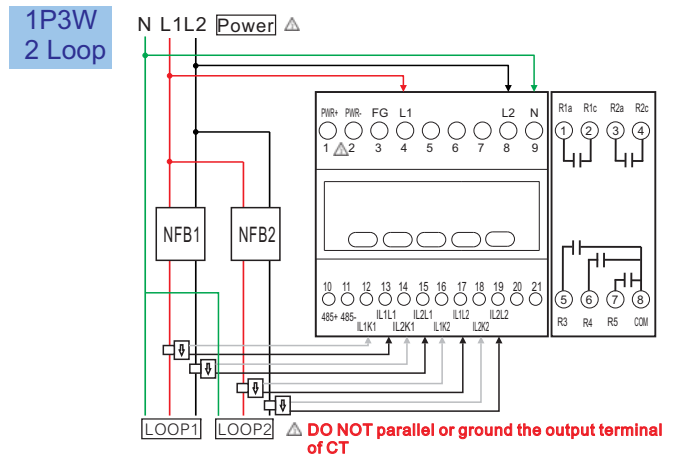 1P3W
2 Loop
N L1 L2 Power
PWR+ PWR- FG L1 L2 N
1 2 3 4 5 6 7 8 9
R1a R1c R2a R2c
1 2 3 4
NFB1 NFB2
10 11 12 13 14 15 16 17 18 19 20 21
485+ 485- IL1L1 IL2L1 IL1L2 IL2L2
IL1K1 IL2K1 IL1K2 IL2K2
5 6 7 8
R3 R4 R5 COM
LOOP1 LOOP2
DO NOT parallel or ground the output terminal
of CT